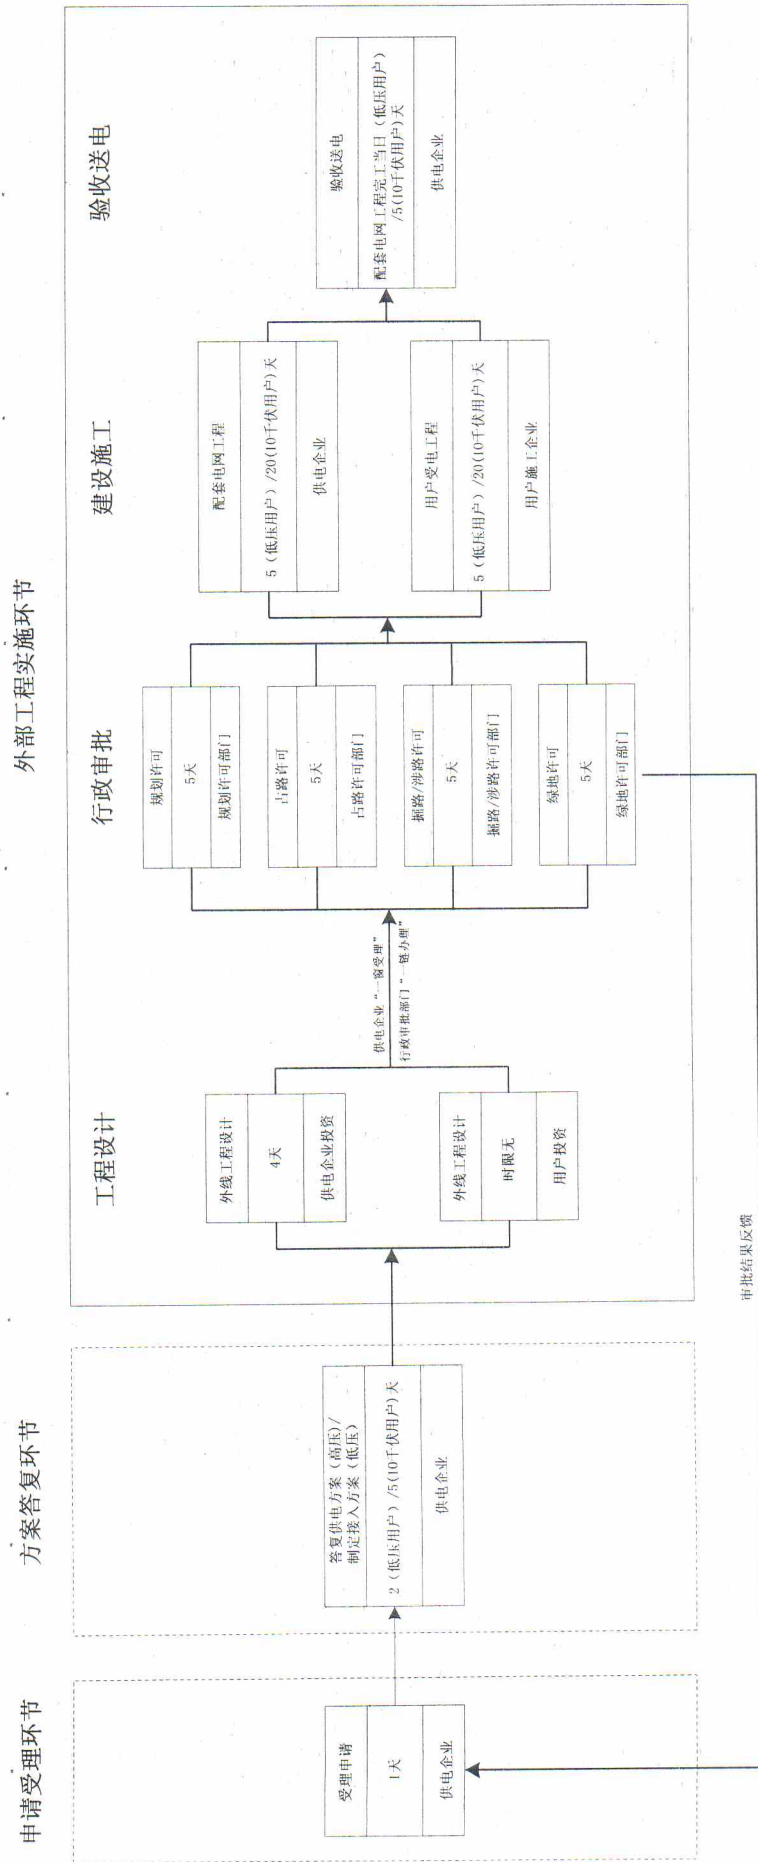 外部工程实施环节
申请受理环节
方案答复环节
工程设计
行政审批
建设施工
验收送电
受理申请
1天
供电企业
答复供电方案（高压)/
制定接入方案（低压）
2（低压用户）/5(10千伏用户)天
供电企业
外线工程设计
4天
供电企业投资
外线工程设计
时限无
用户投资
供电企业“一窗受理”
行政审批部门“一链办理”
规划许可
5天
规划许可部门
占路许可
5天
占路许可部门
掘路/涉路许可
5天
掘路/涉路许可部门
绿地许可
5天
绿地许可部门
配套电网工程
5（低压用户）/20(10千伏用户)天
供电企业
用户受电工程
5（低压用户）/20(10千伏用户)天
用户施工企业
验收送电
配套电网工程完工当日（低压用户）
/5(10千伏用户)天
供电企业
审批结果反馈